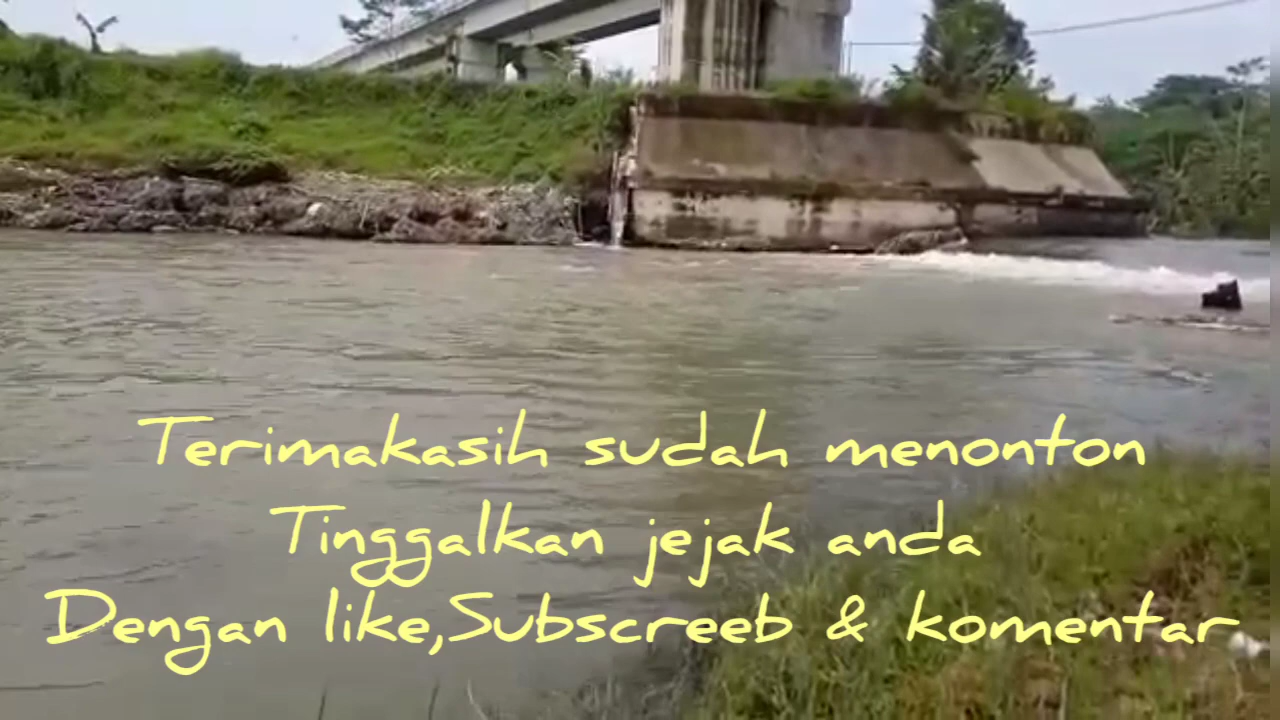 Terimakasih sudah menonton
Tinggalkan jejak anda
Dengan like,Subscreeb & komentar